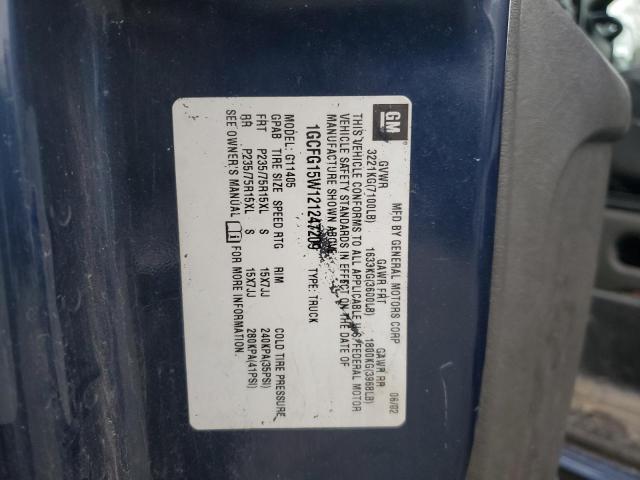 GM
MFD BY GENERAL MOTORS CORP 06/02
GVWR GAWR FRT GAWR RR
3221KG(7100LB) 1633KG(3600LB) 1800KG(3968LB)
THIS VEHICLE CONFORMS TO ALL APPLICABLE U.S. FEDERAL MOTOR
VEHICLE SAFETY STANDARDS IN EFFECT ON THE DATE OF
MANUFACTURE SHOWN ABOVE.
1GCFG15W121247209 TYPE: TRUCK
MODEL: G11405
GPAB TIRE SIZE SPEED RTG RIM COLD TIRE PRESSURE
FRT P235/75R15XL S 15X7JJ 240KPA(35PSI)
RR P235/75R15XL S 15X7JJ 280KPA(41PSI)
SEE OWNER'S MANUAL FOR MORE INFORMATION